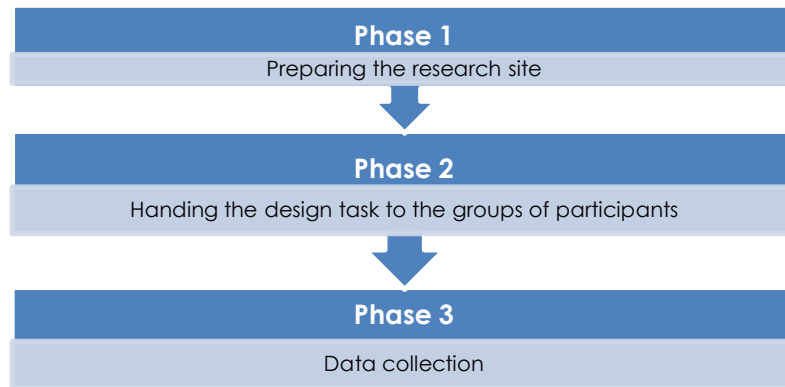 Phase 1
Preparing the research site
Phase 2
Handing the design task to the groups of participants
Phase 3
Data collection